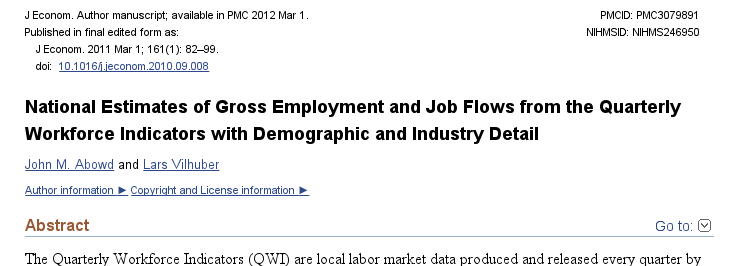 J Econom. Author manuscript; available in PMC 2012 Mar 1.
PMCID: PMC3079891
Published in final edited form as:
NIHMSID: NIHMS246950
J Econom. 2011 Mar 1; 161(1): 82–99.
doi: 10.1016/j.jeconom.2010.09.008
National Estimates of Gross Employment and Job Flows from the Quarterly
Workforce Indicators with Demographic and Industry Detail
John M. Abowd and Lars Vilhuber
Author information ► Copyright and License information ►
Abstract
Go to:
The Quarterly Workforce Indicators (QWI) are local labor market data produced and released every quarter by